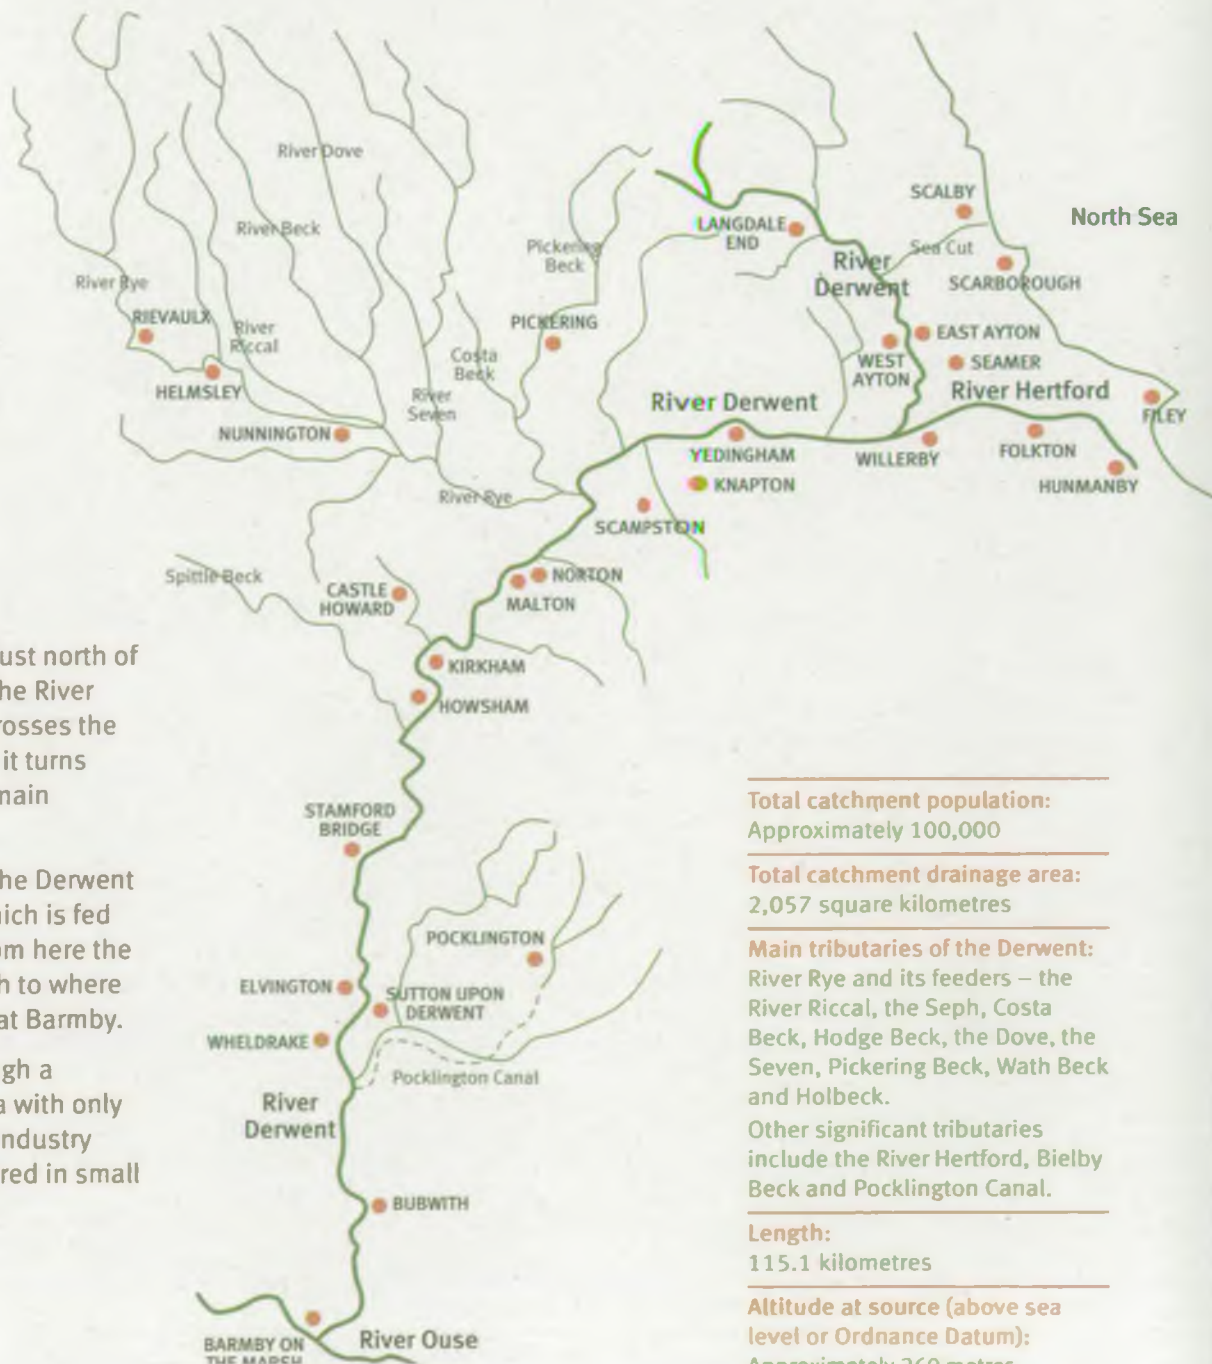 River Dove
River Beck
River Rye
RIEVAULX
River
Riccal
HELMSLEY
NUNNINGTON
River
Seven
Costa
Beck
Pickering
Beck
PICKERING
River Rye
LANGDALE
END
River
Derwent
SCALBY
Sea Cut
SCARBOROUGH
North Sea
EAST AYTON
WEST
AYTON
SEAMER
River Hertford
FILEY
River Derwent
YEDINGHAM
WILLERBY
FOLKTON
HUNMANBY
KNAPTON
SCAMPSTON
Spittle Beck
CASTLE
HOWARD
NORTON
MALTON
KIRKHAM
HOWSHAM
STAMFORD
BRIDGE
POCKLINGTON
ELVINGTON
SUTTON UPON
DERWENT
WHELDRAKE
Pocklington Canal
River
Derwent
BUBWITH
BARMBY ON
THE MARSH
River Ouse
ust north of
he River
rosses the
it turns
nain
he Derwent
hich is fed
om here the
h to where
at Barmby.
gh a
a with only
ndustry
red in small
Total catchment population:
Approximately 100,000
Total catchment drainage area:
2,057 square kilometres
Main tributaries of the Derwent:
River Rye and its feeders – the
River Riccal, the Seph, Costa
Beck, Hodge Beck, the Dove, the
Seven, Pickering Beck, Wath Beck
and Holbeck.
Other significant tributaries
include the River Hertford, Bielby
Beck and Pocklington Canal.
Length:
115.1 kilometres
Altitude at source (above sea
level or Ordnance Datum):
Approximately metres